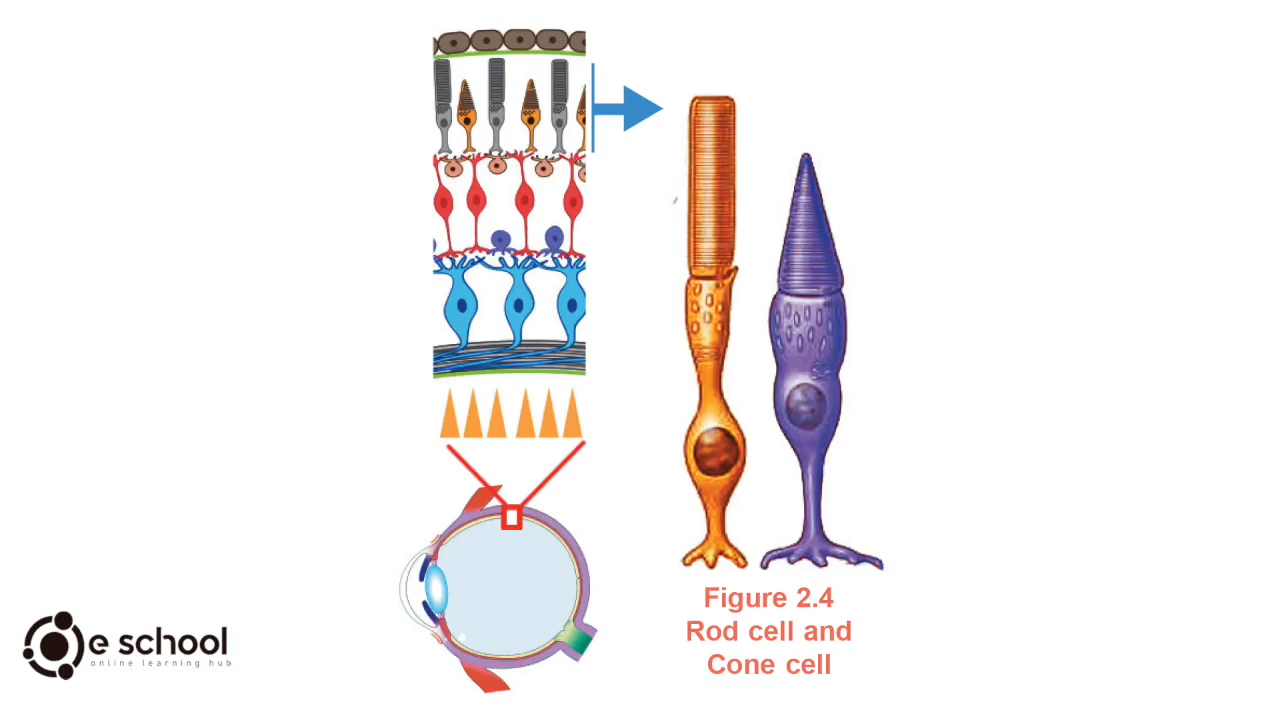 Figure 2.4
Rod cell and
Cone cell
e school
online learning hub